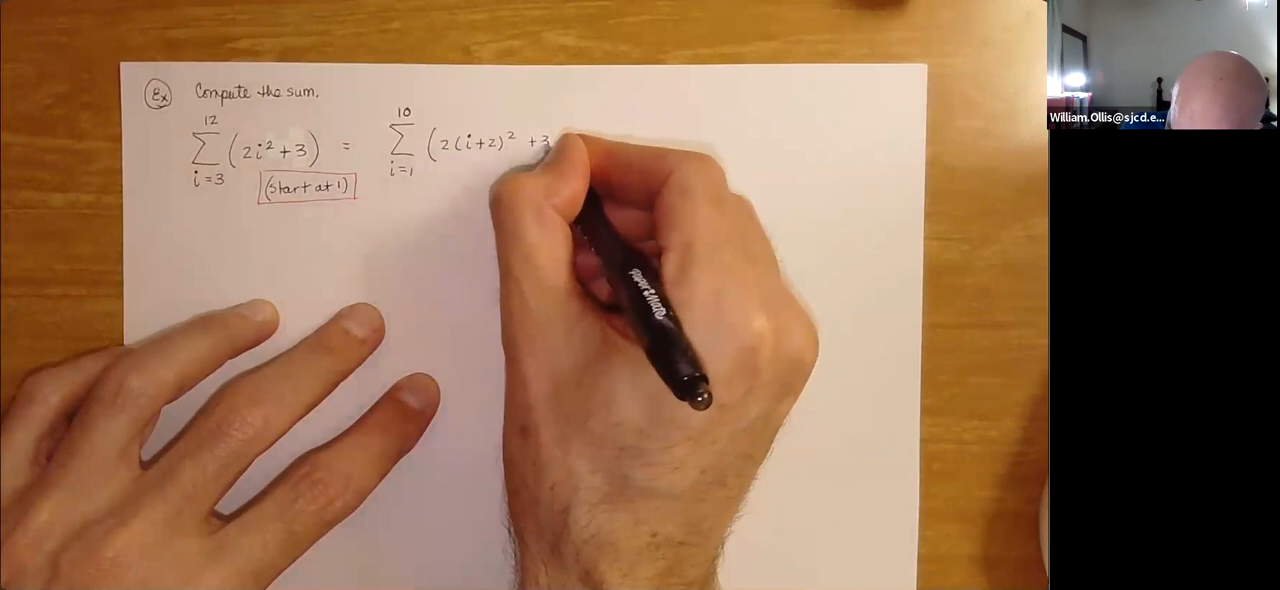 Ex Compute the sum.
12 10
∑ (2i² + 3) = ∑ (2(i+2)² + 3
i = 3 i = 1
(start at 1)
PaperMate
William.Ollis@sjcd.e...